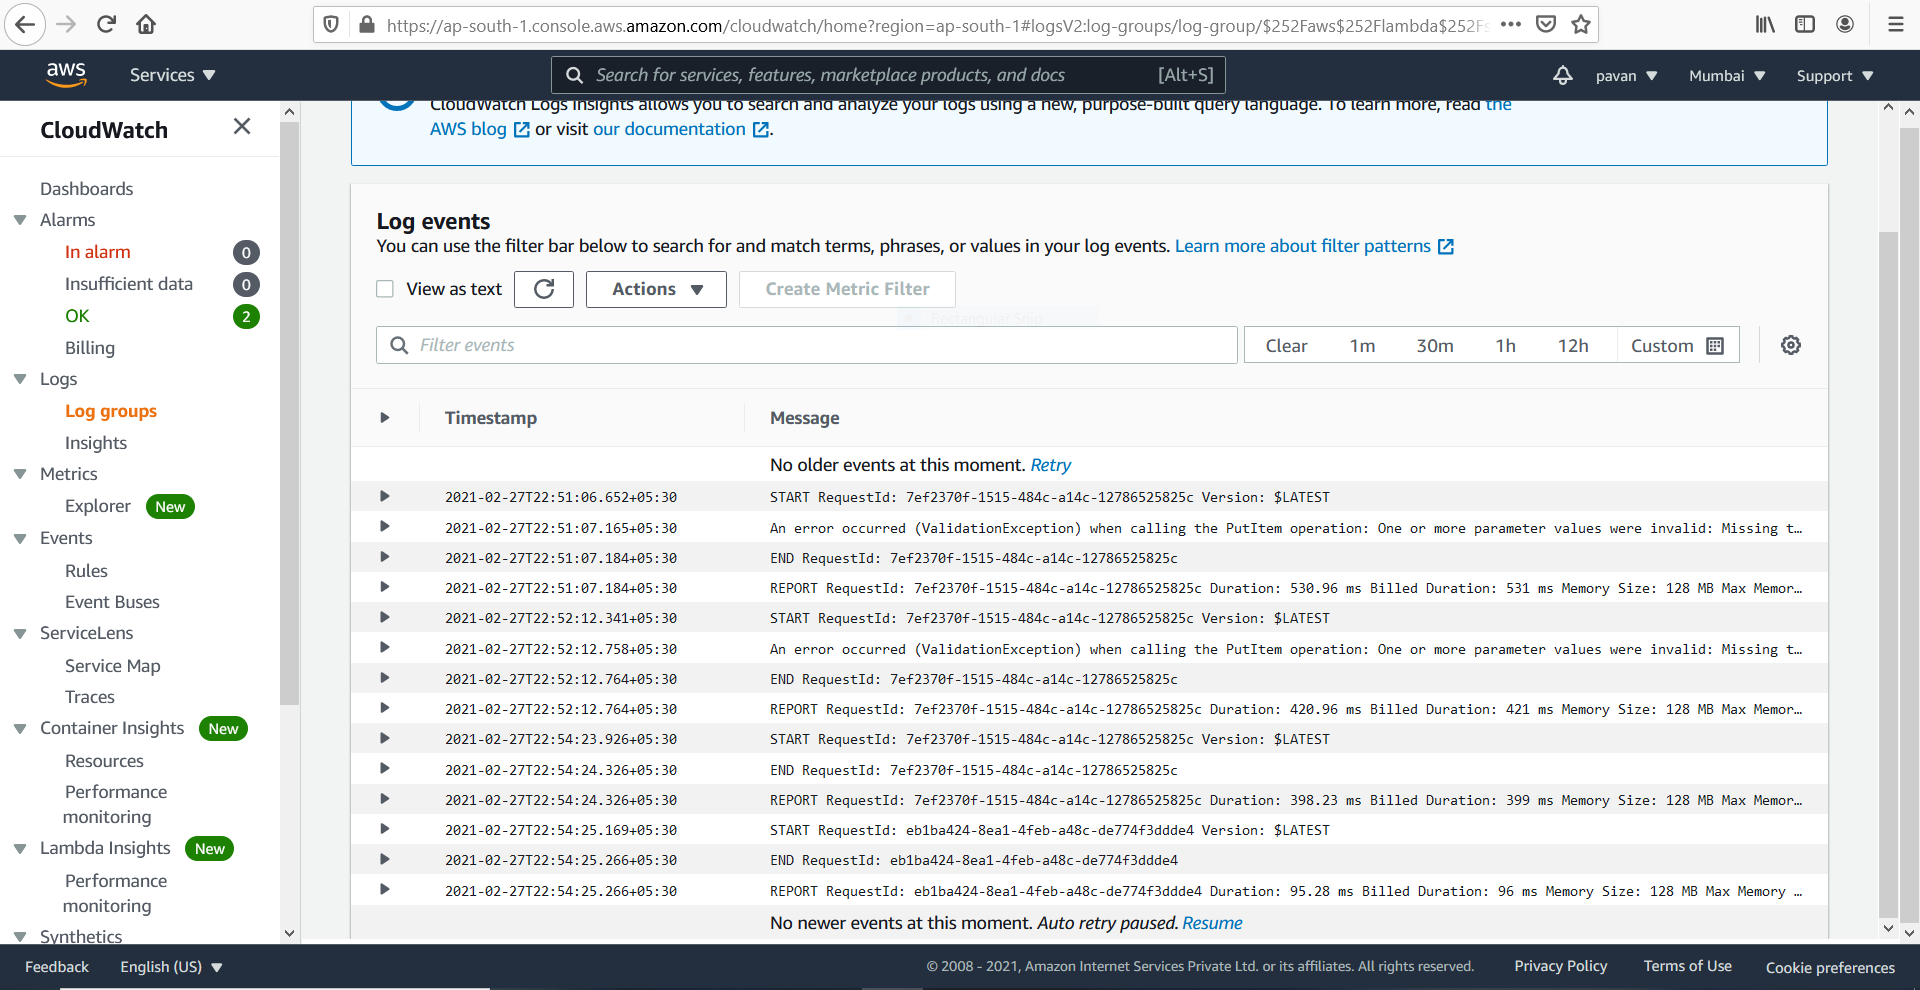 https://ap-south-1.console.aws.amazon.com/cloudwatch/home?region=ap-south-1#logsV2:log-groups/log-group/$252Faws$252Flambda$252Fs
aws
Services
Search for services, features, marketplace products, and docs [Alt+S]
pavan
Mumbai
Support
CloudWatch
Dashboards
Alarms
In alarm 0
Insufficient data 0
OK 2
Billing
Logs
Log groups
Insights
Metrics
Explorer New
Events
Rules
Event Buses
ServiceLens
Service Map
Traces
Container Insights New
Resources
Performance
monitoring
Lambda Insights New
Performance
monitoring
Synthetics
CloudWatch Logs Insights allows you to search and analyze your logs using a new, purpose-built query language. To learn more, read the
AWS blog or visit our documentation .
Log events
You can use the filter bar below to search for and match terms, phrases, or values in your log events. Learn more about filter patterns
View as text Actions Create Metric Filter
Rectangular Snip
Filter events Clear 1m 30m 1h 12h Custom
Timestamp Message
No older events at this moment. Retry
2021-02-27T22:51:06.652+05:30 START RequestId: 7ef2370f-1515-484c-a14c-12786525825c Version: $LATEST
2021-02-27T22:51:07.165+05:30 An error occurred (ValidationException) when calling the PutItem operation: One or more parameter values were invalid: Missing t…
2021-02-27T22:51:07.184+05:30 END RequestId: 7ef2370f-1515-484c-a14c-12786525825c
2021-02-27T22:51:07.184+05:30 REPORT RequestId: 7ef2370f-1515-484c-a14c-12786525825c Duration: 530.96 ms Billed Duration: 531 ms Memory Size: 128 MB Max Memor…
2021-02-27T22:52:12.341+05:30 START RequestId: 7ef2370f-1515-484c-a14c-12786525825c Version: $LATEST
2021-02-27T22:52:12.758+05:30 An error occurred (ValidationException) when calling the PutItem operation: One or more parameter values were invalid: Missing t…
2021-02-27T22:52:12.764+05:30 END RequestId: 7ef2370f-1515-484c-a14c-12786525825c
2021-02-27T22:52:12.764+05:30 REPORT RequestId: 7ef2370f-1515-484c-a14c-12786525825c Duration: 420.96 ms Billed Duration: 421 ms Memory Size: 128 MB Max Memor…
2021-02-27T22:54:23.926+05:30 START RequestId: 7ef2370f-1515-484c-a14c-12786525825c Version: $LATEST
2021-02-27T22:54:24.326+05:30 END RequestId: 7ef2370f-1515-484c-a14c-12786525825c
2021-02-27T22:54:24.326+05:30 REPORT RequestId: 7ef2370f-1515-484c-a14c-12786525825c Duration: 398.23 ms Billed Duration: 399 ms Memory Size: 128 MB Max Memor…
2021-02-27T22:54:25.169+05:30 START RequestId: eb1ba424-8ea1-4feb-a48c-de774f3ddde4 Version: $LATEST
2021-02-27T22:54:25.266+05:30 END RequestId: eb1ba424-8ea1-4feb-a48c-de774f3ddde4
2021-02-27T22:54:25.266+05:30 REPORT RequestId: eb1ba424-8ea1-4feb-a48c-de774f3ddde4 Duration: 95.28 ms Billed Duration: 96 ms Memory Size: 128 MB Max Memory …
No newer events at this moment. Auto retry paused. Resume
Feedback English (US) © 2008 - 2021, Amazon Internet Services Private Ltd. or its affiliates. All rights reserved. Privacy Policy Terms of Use Cookie preferences